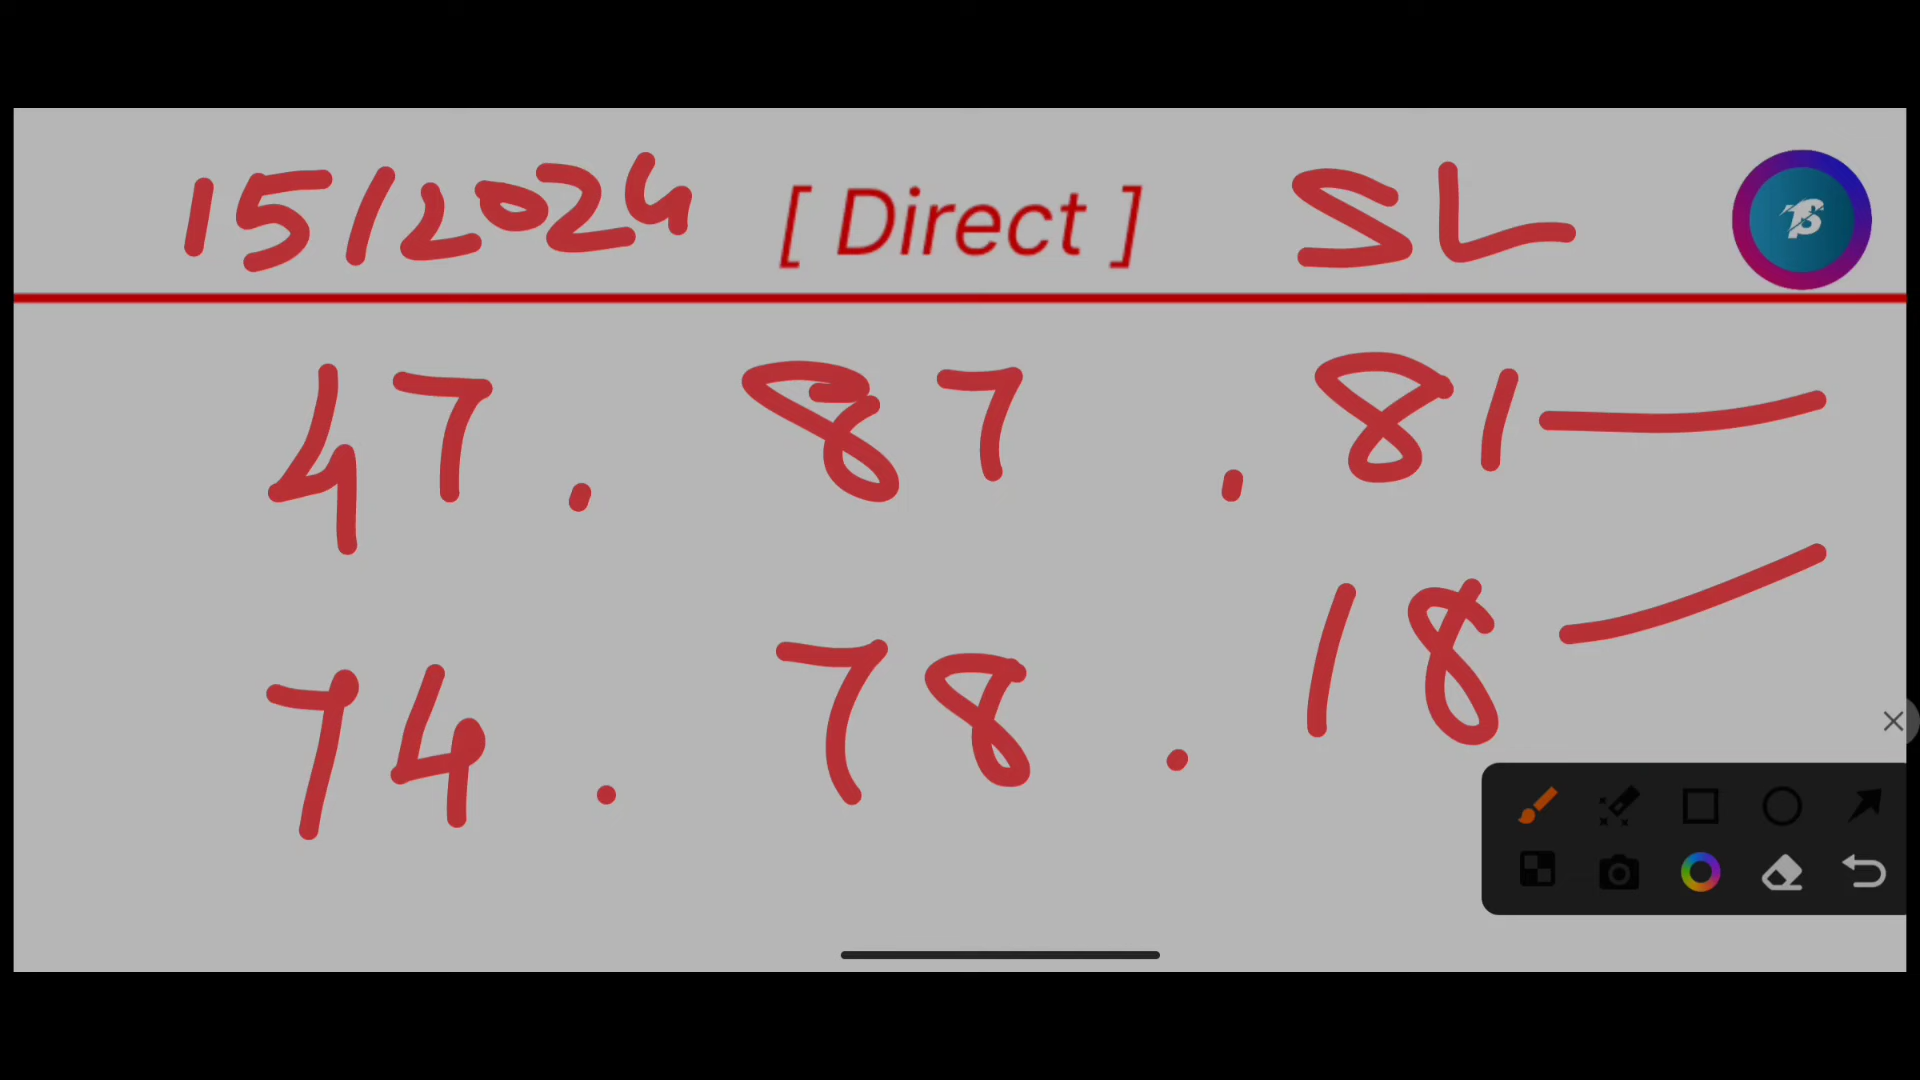 15/2024 [ Direct ] SL
47 . 87 . 81
74 . 78 . 18